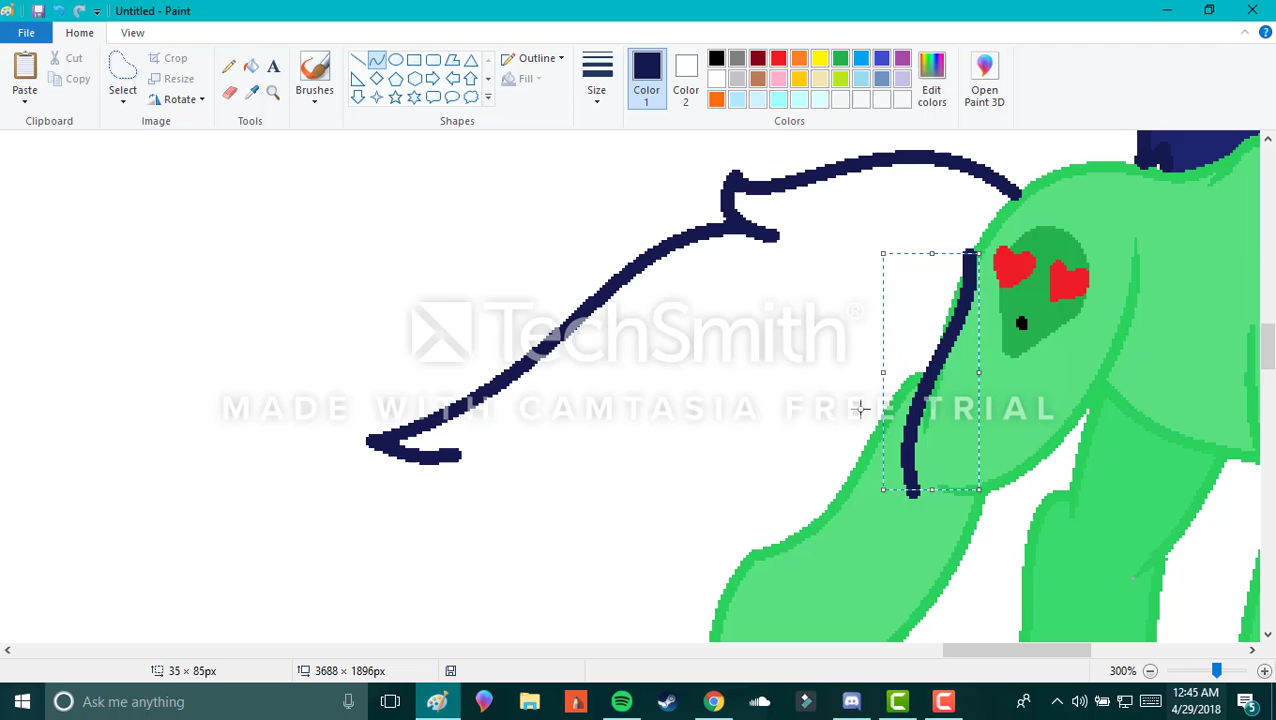 Untitled - Paint
File
Home
View
Paste
Cut
Copy
Clipboard
Select
Crop
Resize
Rotate
Image
Tools
A
Brushes
Shapes
Outline
Fill
Size
Color 1
Color 2
Colors
Edit colors
Open Paint 3D
TechSmith®
MADE WITH CAMTASIA FREE TRIAL
35 × 85px
3688 × 1896px
300%
Ask me anything
12:45 AM
4/29/2018
5